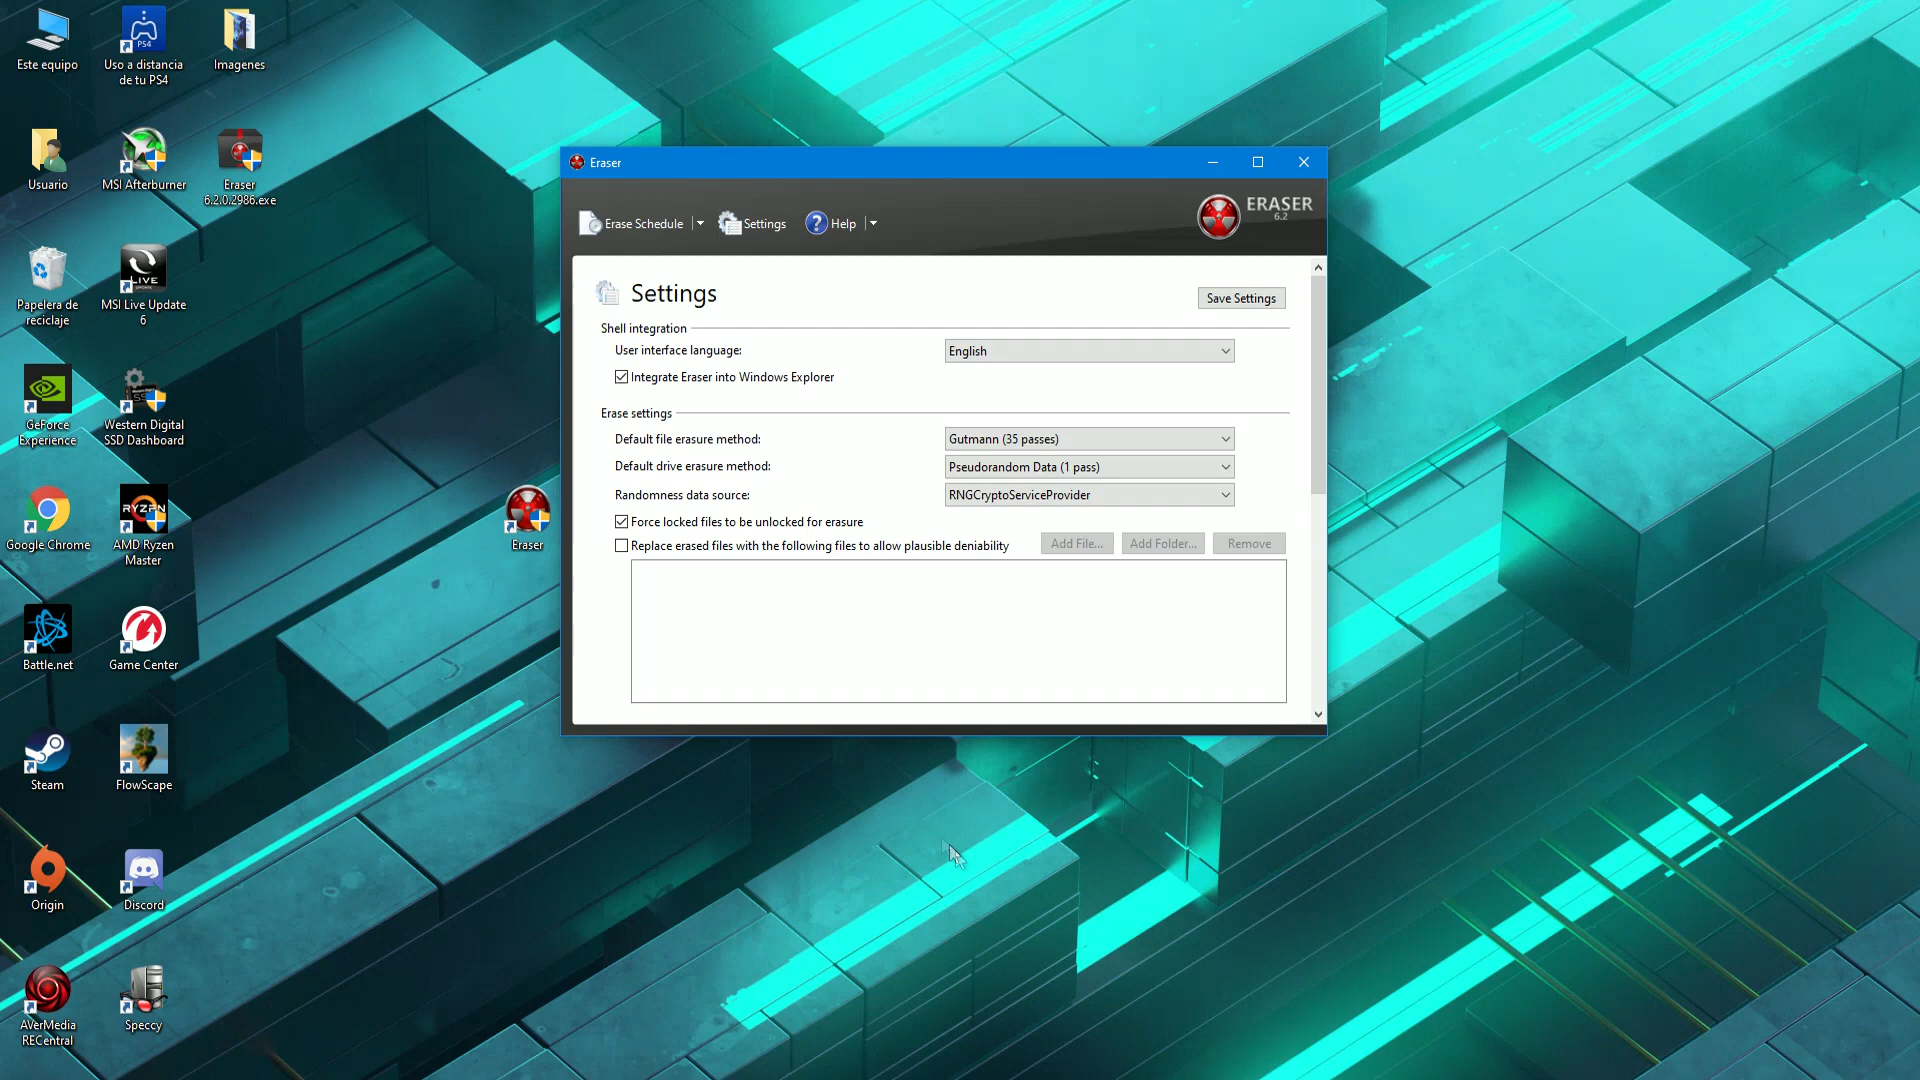 Este equipo
Uso a distancia
de tu PS4
Imagenes
Usuario
MSI Afterburner
Eraser
6.2.0.2986.exe
Papelera de
reciclaje
MSI Live Update
6
GeForce
Experience
Western Digital
SSD Dashboard
Google Chrome
AMD Ryzen
Master
Eraser
Battle.net
Game Center
Steam
FlowScape
Origin
Discord
AVerMedia
RECentral
Speccy
PS4
LIVE
RYZEN
Eraser
Erase Schedule
Settings
Help
ERASER
6.2
Settings
Save Settings
Shell integration
User interface language:
English
Integrate Eraser into Windows Explorer
Erase settings
Default file erasure method:
Gutmann (35 passes)
Default drive erasure method:
Pseudorandom Data (1 pass)
Randomness data source:
RNGCryptoServiceProvider
Force locked files to be unlocked for erasure
Replace erased files with the following files to allow plausible deniability
Add File...
Add Folder...
Remove